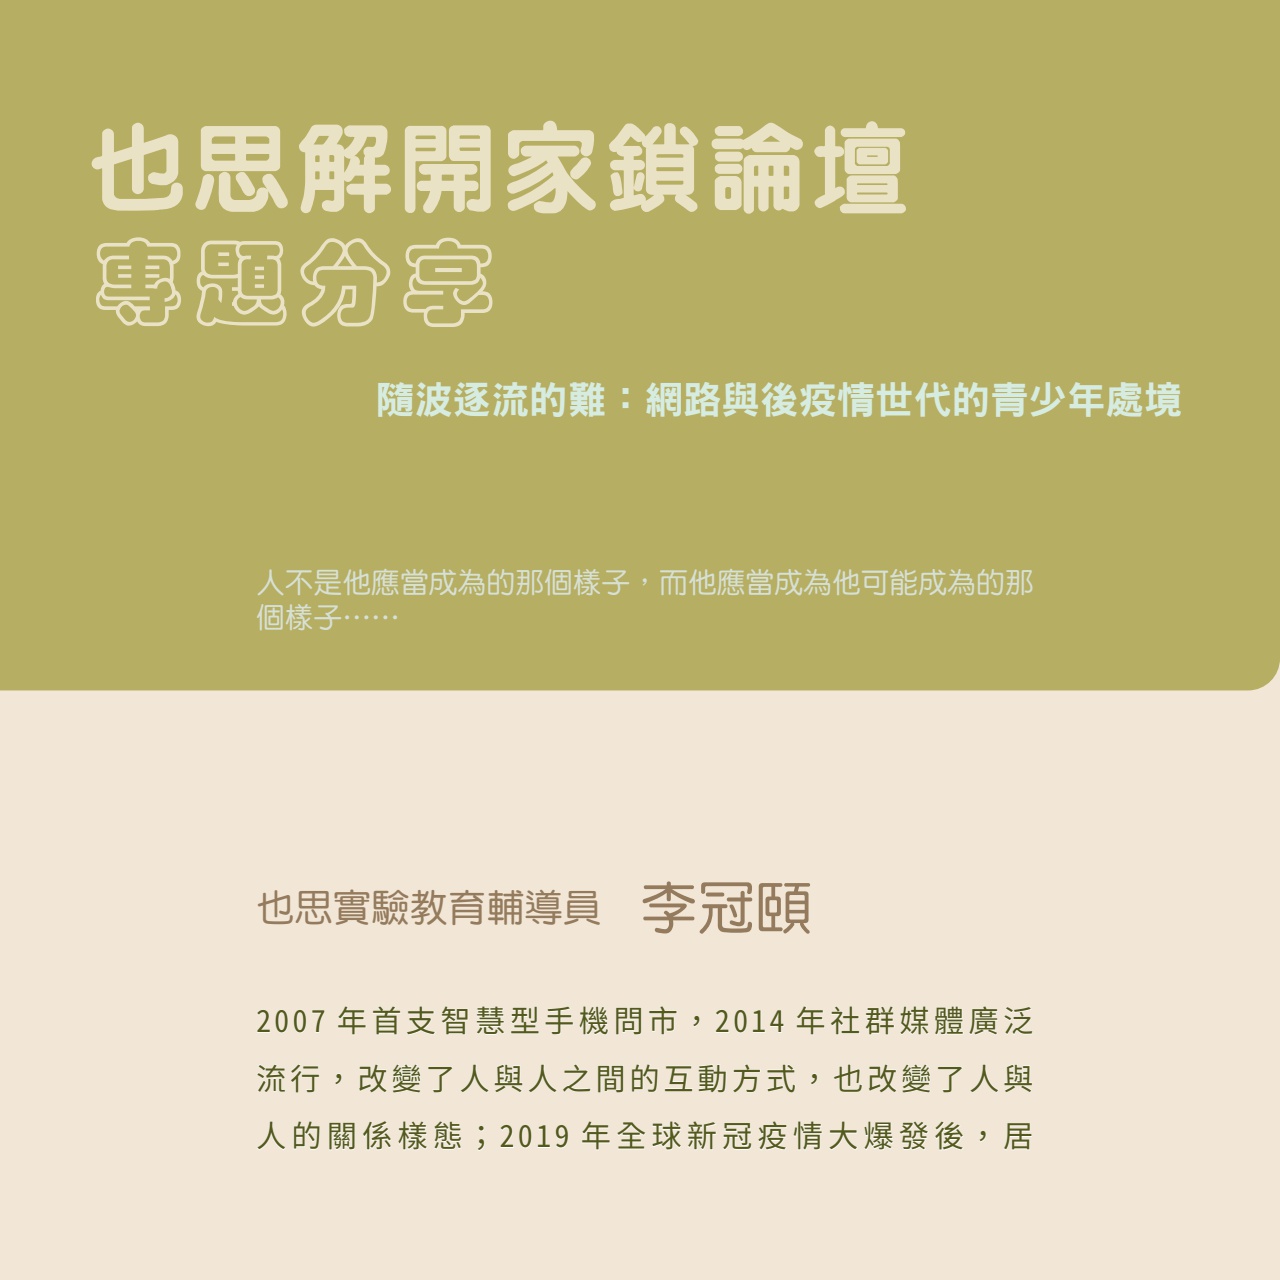 也思解開家鎖論壇
專題分享
隨波逐流的難：網路與後疫情世代的青少年處境
人不是他應當成為的那個樣子，而他應當成為他可能成為的那
個樣子⋯⋯
也思實驗教育輔導員 李冠頤
2007 年首支智慧型手機問市，2014 年社群媒體廣泛
流行，改變了人與人之間的互動方式，也改變了人與
人的關係樣態；2019 年全球新冠疫情大爆發後，居